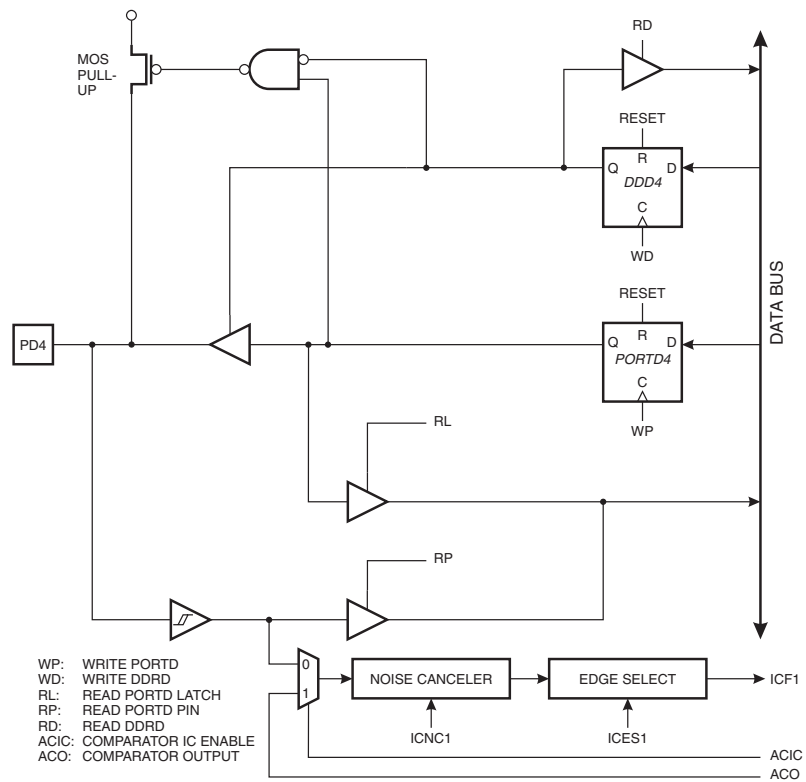 RD
MOS
PULL-
UP
RESET
R
Q
D
DDD4
C
WD
RESET
R
Q
D
PORTD4
C
WP
DATA BUS
PD4
RL
RP
0
1
NOISE CANCELER
EDGE SELECT
ICF1
ICNC1
ICES1
ACIC
ACO
WP: WRITE PORTD
WD: WRITE DDRD
RL: READ PORTD LATCH
RP: READ PORTD PIN
RD: READ DDRD
ACIC: COMPARATOR IC ENABLE
ACO: COMPARATOR OUTPUT